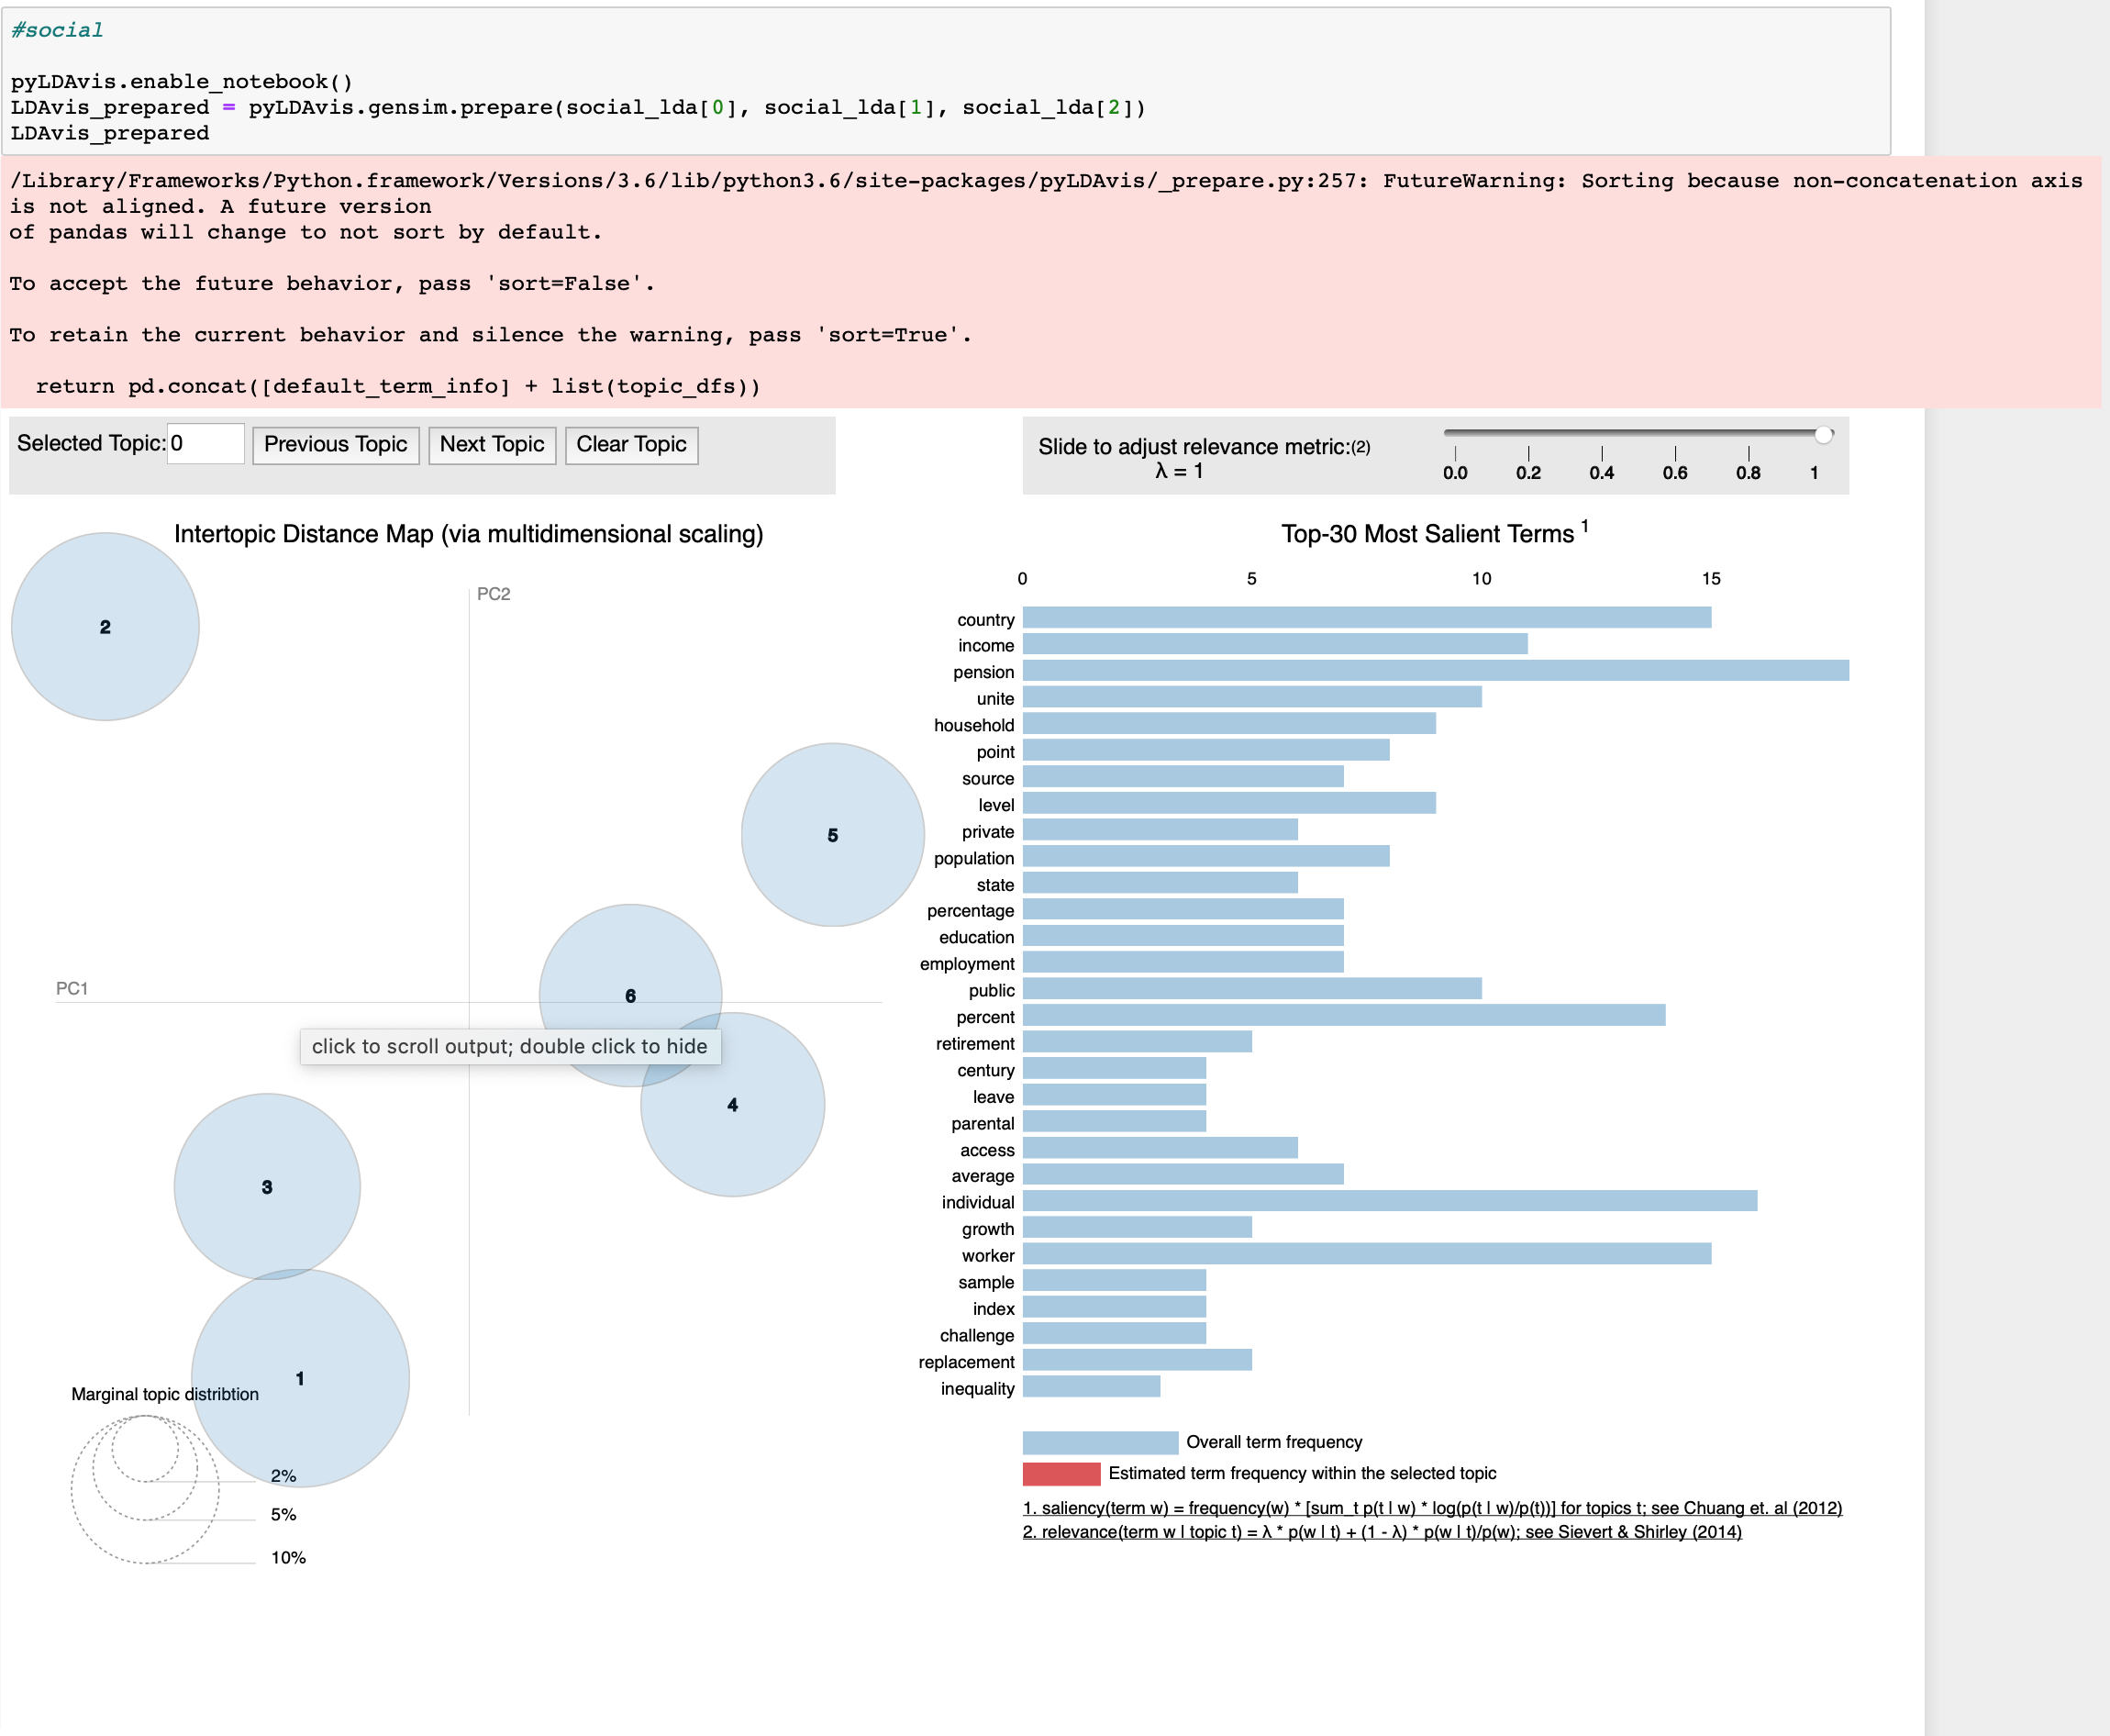 #social
pyLDAvis.enable_notebook()
LDAvis_prepared = pyLDAvis.gensim.prepare(social_lda[0], social_lda[1], social_lda[2])
LDAvis_prepared
/Library/Frameworks/Python.framework/Versions/3.6/lib/python3.6/site-packages/pyLDAvis/_prepare.py:257: FutureWarning: Sorting because non-concatenation axis
is not aligned. A future version
of pandas will change to not sort by default.
To accept the future behavior, pass 'sort=False'.
To retain the current behavior and silence the warning, pass 'sort=True'.
return pd.concat([default_term_info] + list(topic_dfs))
Selected Topic: 0 Previous Topic Next Topic Clear Topic
Slide to adjust relevance metric:(2)
λ = 1
0.0 0.2 0.4 0.6 0.8 1
Intertopic Distance Map (via multidimensional scaling)
PC2
2
5
PC1
6
click to scroll output; double click to hide
4
3
1
Marginal topic distribtion
2%
5%
10%
Top-30 Most Salient Terms 1
0 5 10 15
country
income
pension
unite
household
point
source
level
private
population
state
percentage
education
employment
public
percent
retirement
century
leave
parental
access
average
individual
growth
worker
sample
index
challenge
replacement
inequality
Overall term frequency
Estimated term frequency within the selected topic
1. saliency(term w) = frequency(w) * [sum_t p(t | w) * log(p(t | w)/p(t))] for topics t; see Chuang et. al (2012)
2. relevance(term w | topic t) = λ * p(w | t) + (1 - λ) * p(w | t)/p(w); see Sievert & Shirley (2014)